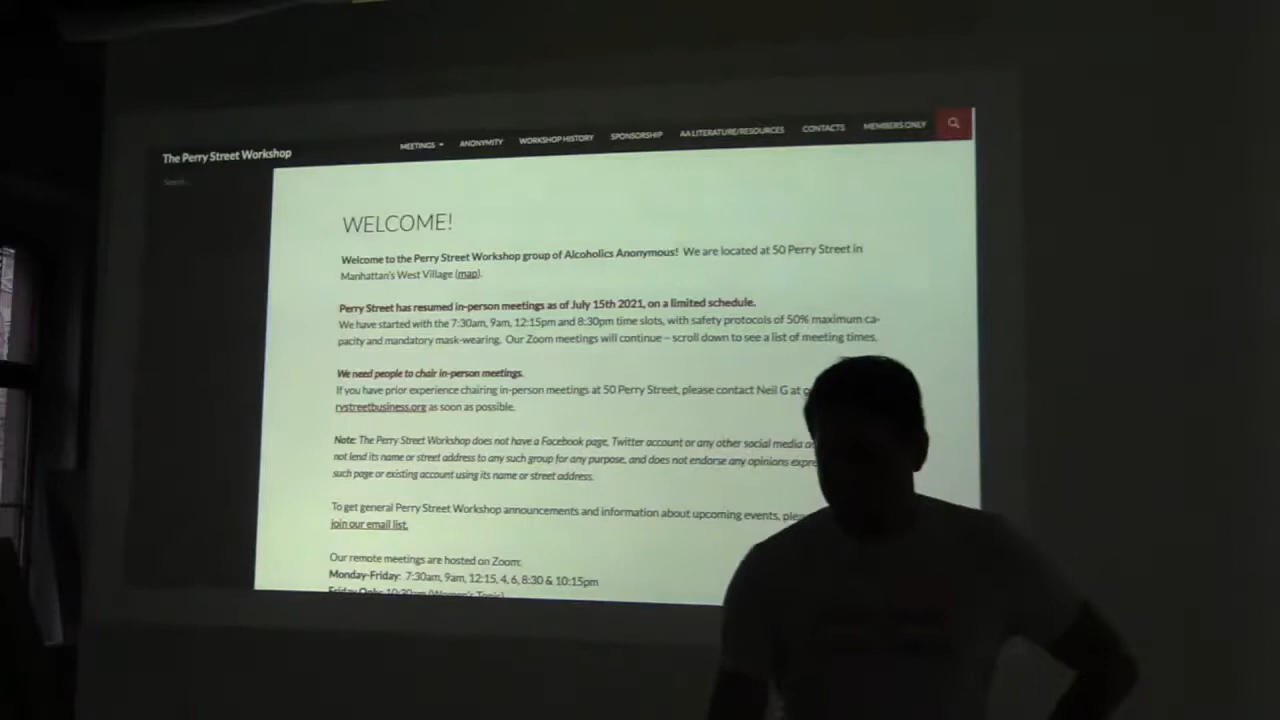 The Perry Street Workshop
MEETINGS
ANONYMITY
WORKSHOP HISTORY
SPONSORSHIP
AA LITERATURE/RESOURCES
CONTACTS
MEMBERS ONLY
Search...
WELCOME!
Welcome to the Perry Street Workshop group of Alcoholics Anonymous! We are located at 50 Perry Street in
Manhattan's West Village (map).
Perry Street has resumed in-person meetings as of July 15th 2021, on a limited schedule.
We have started with the 7:30am, 9am, 12:15pm and 8:30pm time slots, with safety protocols of 50% maximum ca-
pacity and mandatory mask-wearing. Our Zoom meetings will continue – scroll down to see a list of meeting times.
We need people to chair in-person meetings.
If you have prior experience chairing in-person meetings at 50 Perry Street, please contact Neil G at
rystreetbusiness.org as soon as possible.
Note: The Perry Street Workshop does not have a Facebook page, Twitter account or any other social media
not lend its name or street address to any such group for any purpose, and does not endorse any opinions expre
such page or existing account using its name or street address.
To get general Perry Street Workshop announcements and information about upcoming events, plea
join our email list.
Our remote meetings are hosted on Zoom:
Monday-Friday: 7:30am, 9am, 12:15, 4, 6, 8:30 & 10:15pm
Friday Only: 10:30am (Women's Topic)